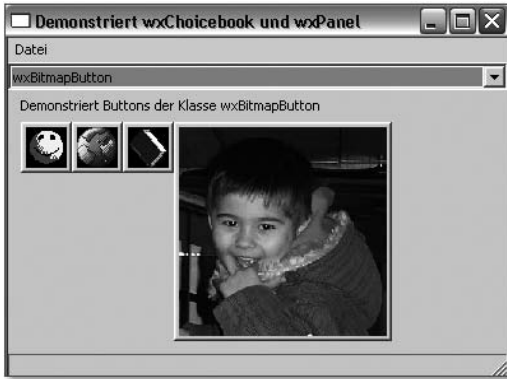 Demonstriert wxChoicebook und wxPanel
Datei
wxBitmapButton
Demonstriert Buttons der Klasse wxBitmapButton